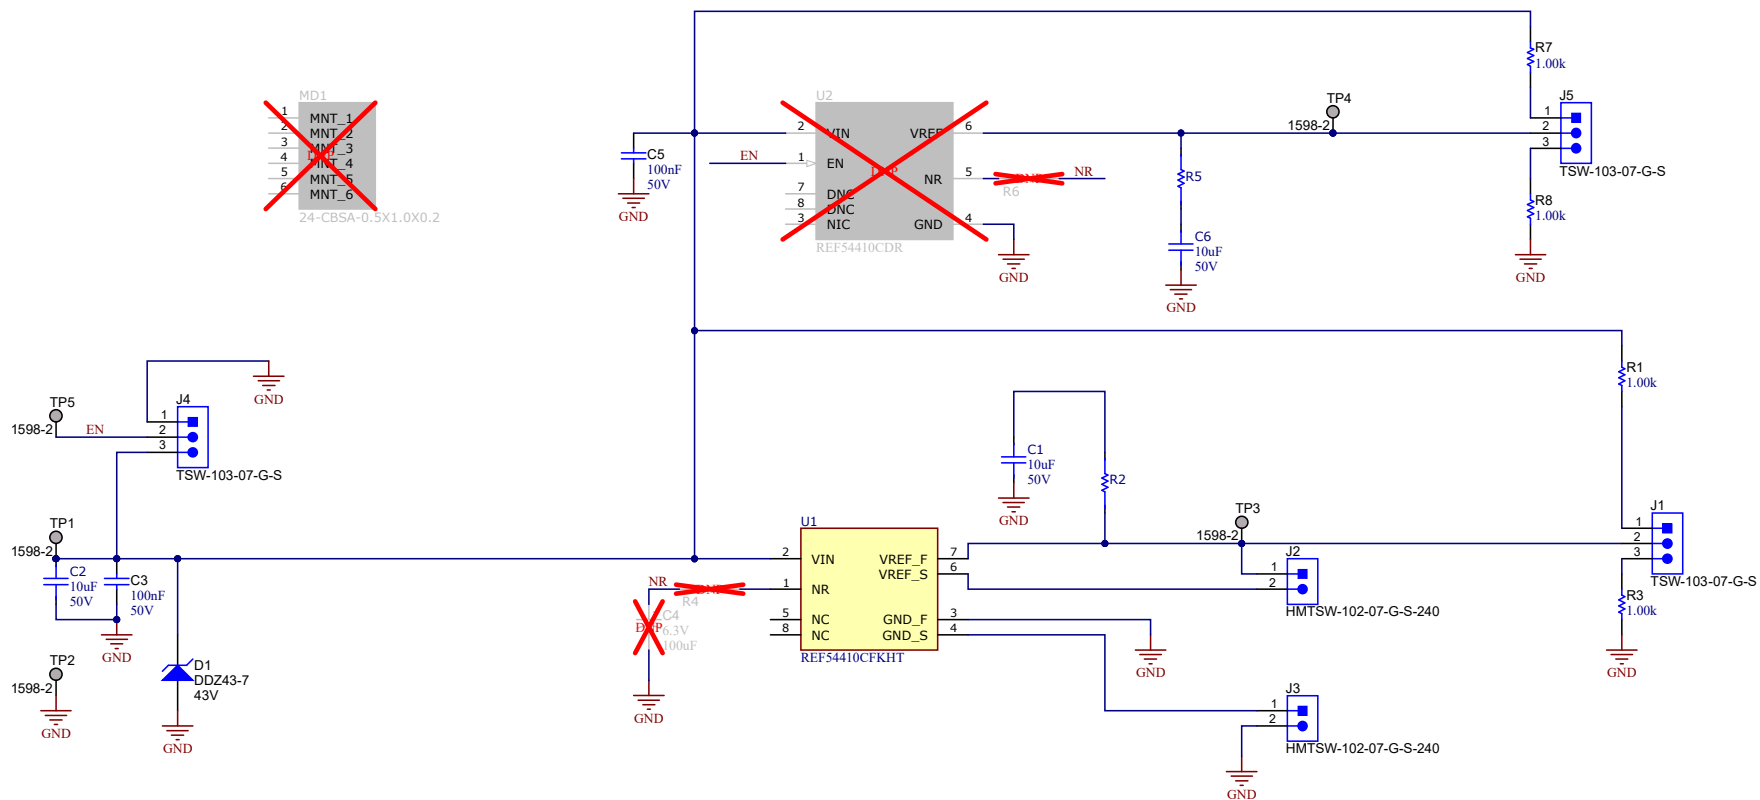 R7
1.00k
J5
1
2
3
TSW-103-07-G-S
R8
1.00k
GND
TP4
1598-2
MD1
1
2
3
4
5
6
MNT_1
MNT_2
MNT_3
MNT_4
MNT_5
MNT_6
24-CBSA-0.5X1.0X0.2
C5
100nF
50V
GND
EN
U2
2
VIN
VREF
6
1
EN
7
DNC
NR
5
8
DNC
3
NIC
GND
4
REF54410CDR
R6
NR
GND
R5
C6
10uF
50V
GND
GND
TP5
1598-2
EN
J4
1
2
3
TSW-103-07-G-S
TP1
1598-2
C2
10uF
50V
C3
100nF
50V
GND
TP2
1598-2
GND
D1
DDZ43-7
43V
GND
C1
10uF
50V
GND
R2
U1
2
VIN
VREF_F
7
VREF_S
6
1
NR
5
NC
GND_F
3
8
NC
GND_S
4
REF54410CFKHT
NR
R4
C4
6.3V
100uF
GND
GND
TP3
1598-2
J2
1
2
HMTSW-102-07-G-S-240
J3
1
2
HMTSW-102-07-G-S-240
GND
R1
1.00k
J1
1
2
3
TSW-103-07-G-S
R3
1.00k
GND